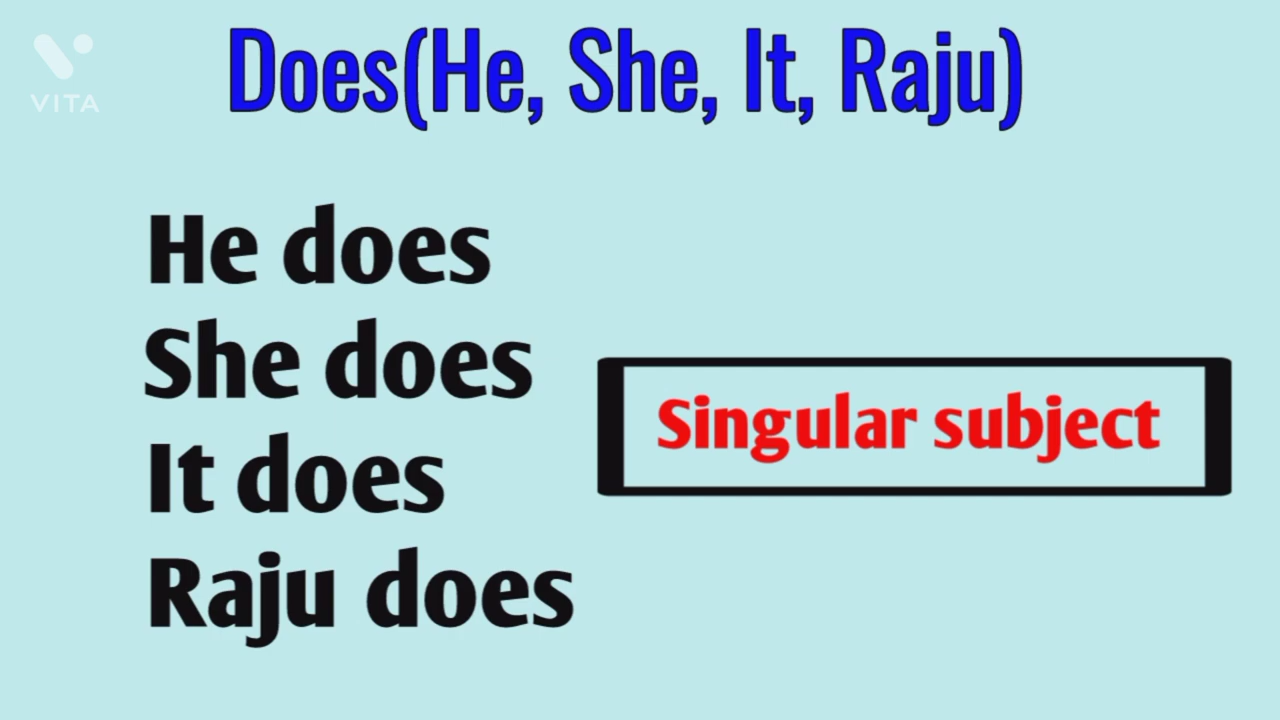 VITA
Does(He, She, It, Raju)
He does
She does
It does
Raju does
Singular subject